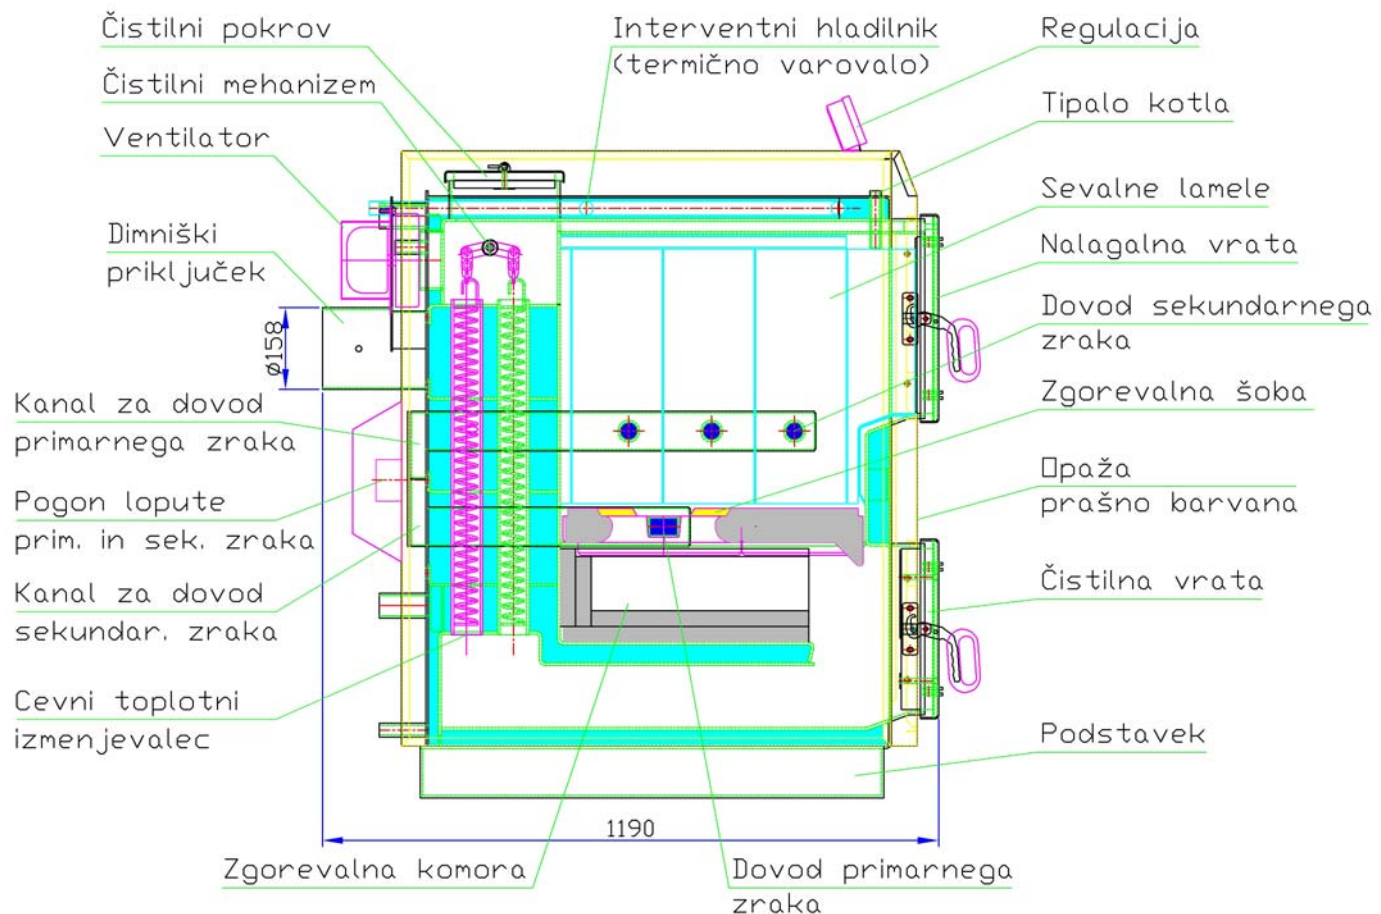 Čistilni pokrov
Čistilni mehanizem
Ventilator
Dimniški
priključek
Ø158
Kanal za dovod
primarnega zraka
Pogon lopute
prim. in sek. zraka
Kanal za dovod
sekundar. zraka
Cevni toplotni
izmenjevalec
Interventni hladilnik
(termično varovalo)
Regulacija
Tipalo kotla
Sevalne lamele
Nalagalna vrata
Dovod sekundarnega
zraka
Zgorevalna šoba
Opaža
prašno barvana
Čistilna vrata
Podstavek
1190
Zgorevalna komora
Dovod primarnega
zraka